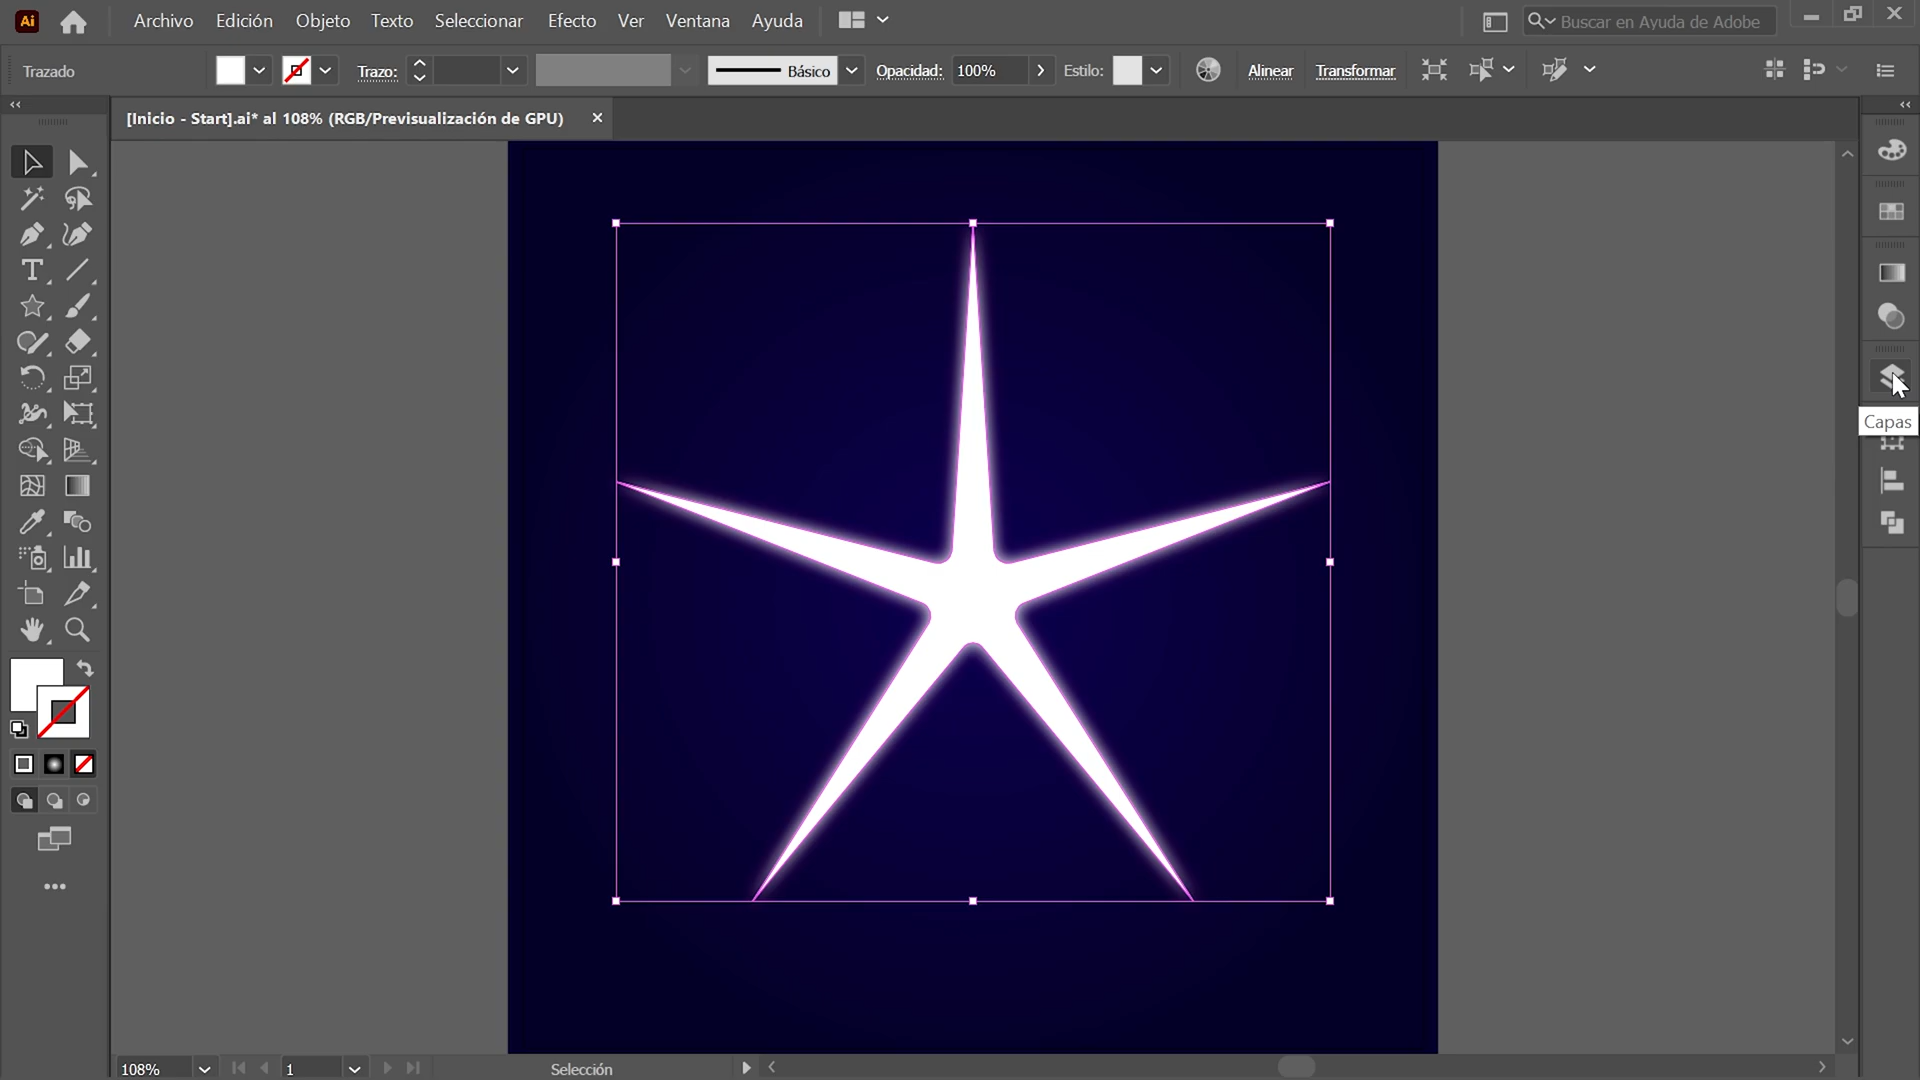 Ai
Archivo Edición Objeto Texto Seleccionar Efecto Ver Ventana Ayuda
Buscar en Ayuda de Adobe
Trazado
Trazo:
Básico
Opacidad: 100%
Estilo:
Alinear
Transformar
[Inicio - Start].ai* al 108% (RGB/Previsualización de GPU)
Capas
108%
1
Selección